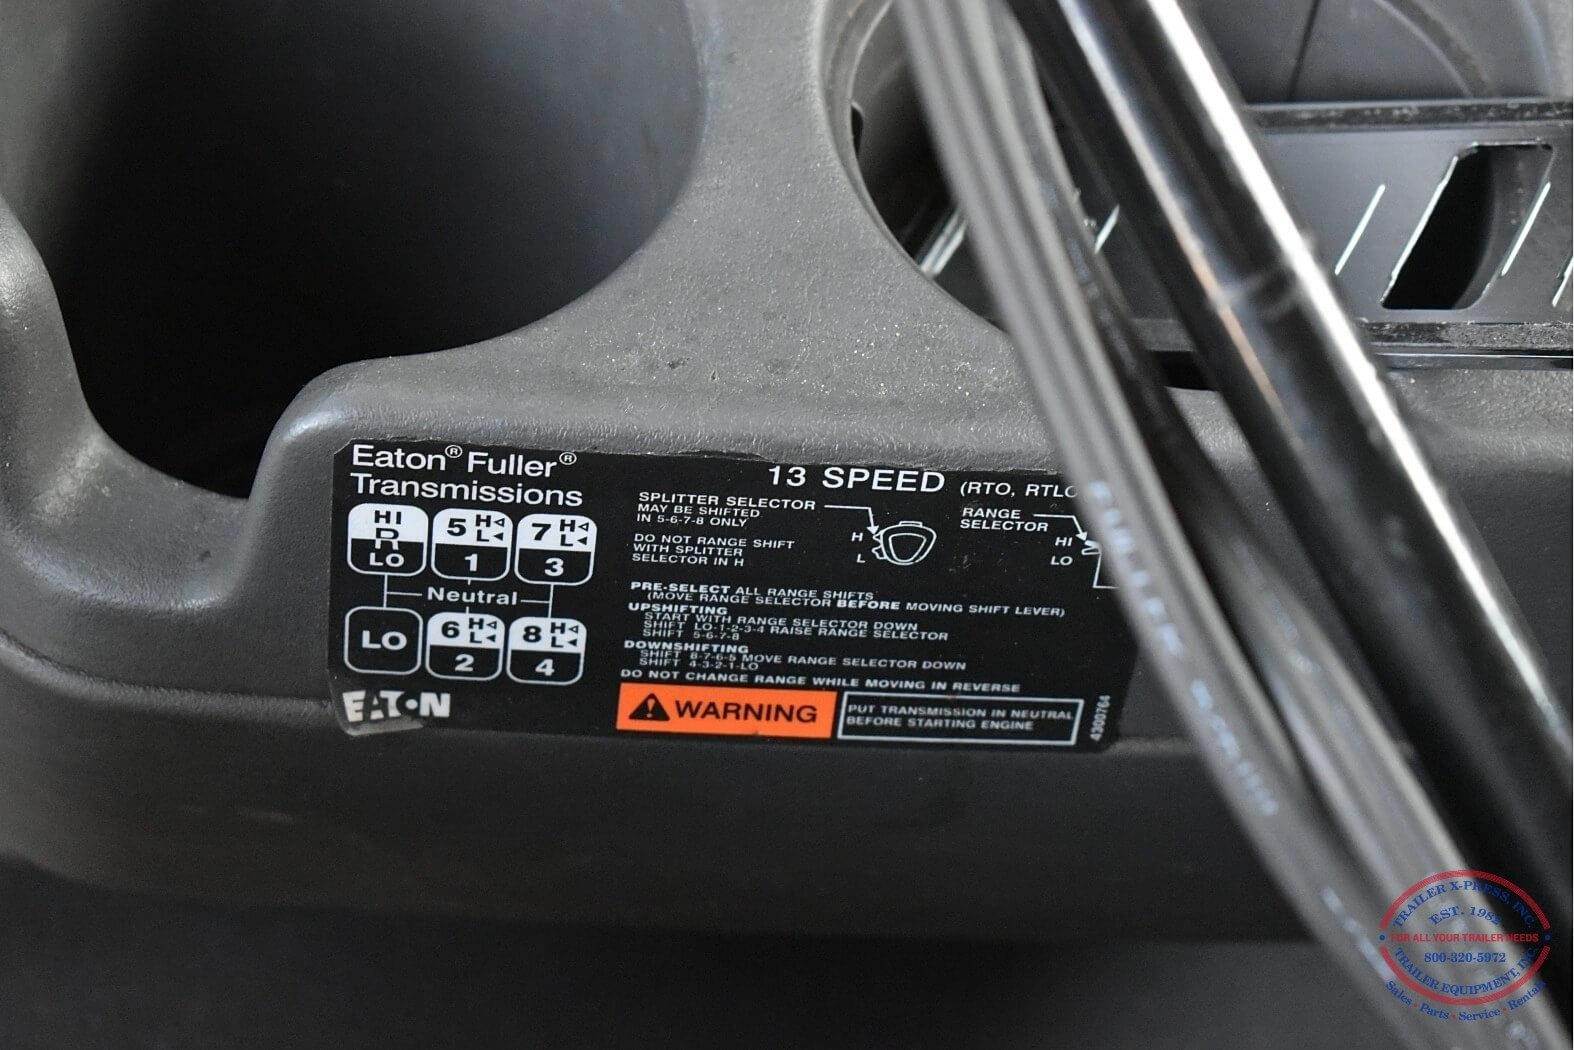 Eaton® Fuller®
Transmissions
HI
R
LO
5 H
L
1
7 H
L
3
Neutral
LO
6 H
L
2
8 H
L
4
EATON
13 SPEED (RTO, RTLO
SPLITTER SELECTOR
MAY BE SHIFTED
IN 5-6-7-8 ONLY
DO NOT RANGE SHIFT
WITH SPLITTER
SELECTOR IN H
H
L
RANGE
SELECTOR
HI
LO
PRE-SELECT ALL RANGE SHIFTS
(MOVE RANGE SELECTOR BEFORE MOVING SHIFT LEVER)
UPSHIFTING
START WITH RANGE SELECTOR DOWN
SHIFT LO-1-2-3-4 RAISE RANGE SELECTOR
SHIFT 5-6-7-8
DOWNSHIFTING
SHIFT 8-7-6-5 MOVE RANGE SELECTOR DOWN
SHIFT 4-3-2-1-LO
DO NOT CHANGE RANGE WHILE MOVING IN REVERSE
WARNING
PUT TRANSMISSION IN NEUTRAL
BEFORE STARTING ENGINE
4300764
FULLER
TRAILER X-PRESS, INC.
EST. 1982
FOR ALL YOUR TRAILER NEEDS
800-320-5972
TRAILER EQUIPMENT, INC.
Sales · Parts · Service · Rental